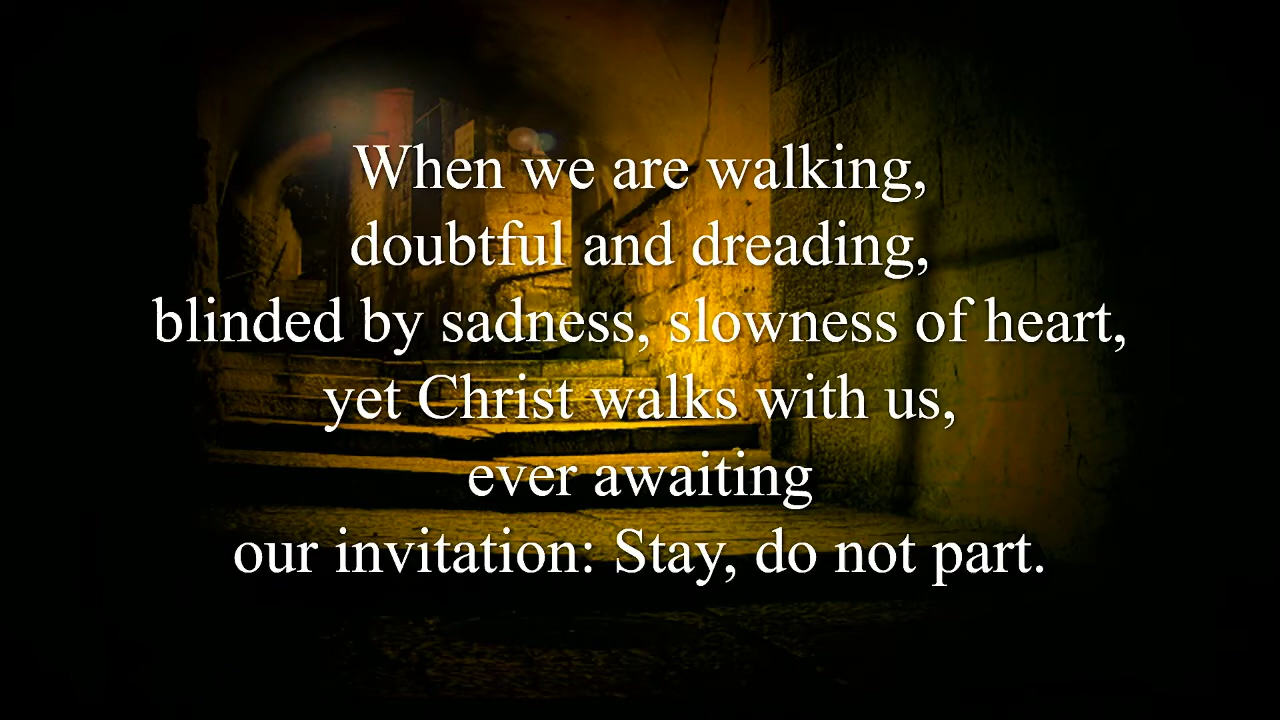 When we are walking,
doubtful and dreading,
blinded by sadness, slowness of heart,
yet Christ walks with us,
ever awaiting
our invitation: Stay, do not part.